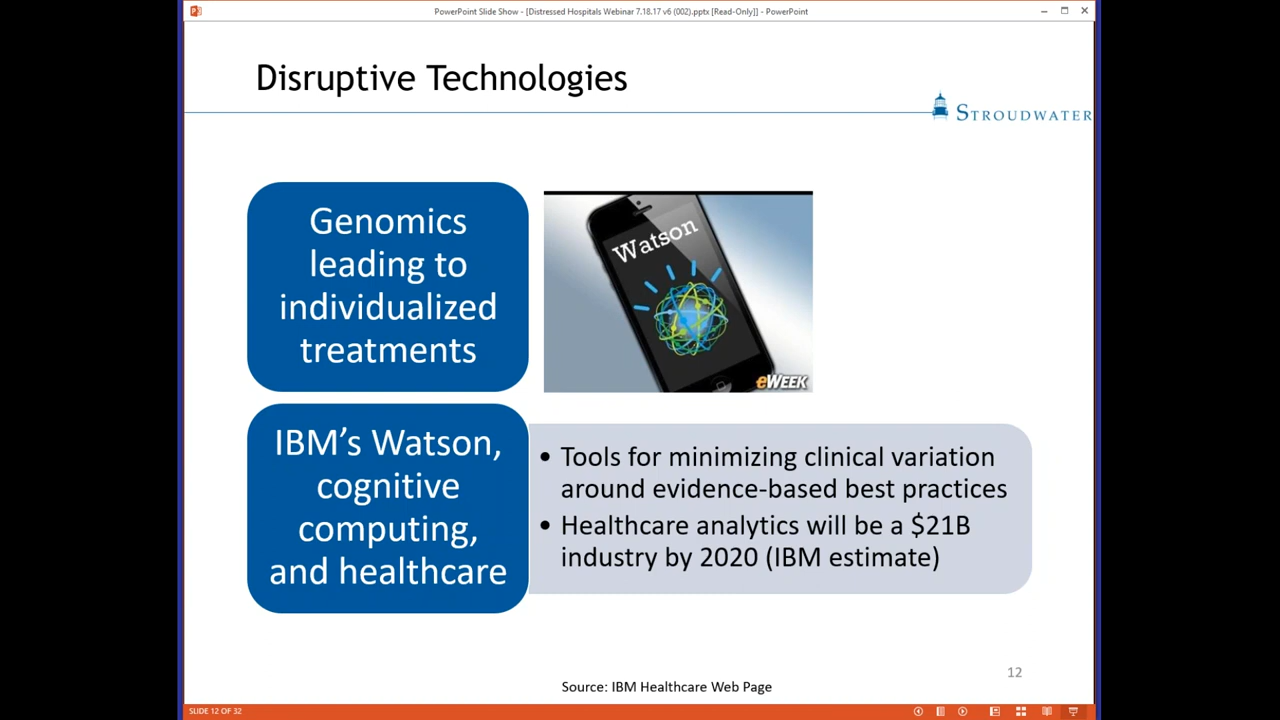 PowerPoint Slide Show - [Distressed Hospitals Webinar 7.18.17 v6 (002).pptx [Read-Only]] - PowerPoint
Disruptive Technologies
STROUDWATER
Genomics
leading to
individualized
treatments
Watson
eWEEK
IBM’s Watson,
cognitive
computing,
and healthcare
• Tools for minimizing clinical variation
around evidence-based best practices
• Healthcare analytics will be a $21B
industry by 2020 (IBM estimate)
12
Source: IBM Healthcare Web Page
SLIDE 12 OF 32